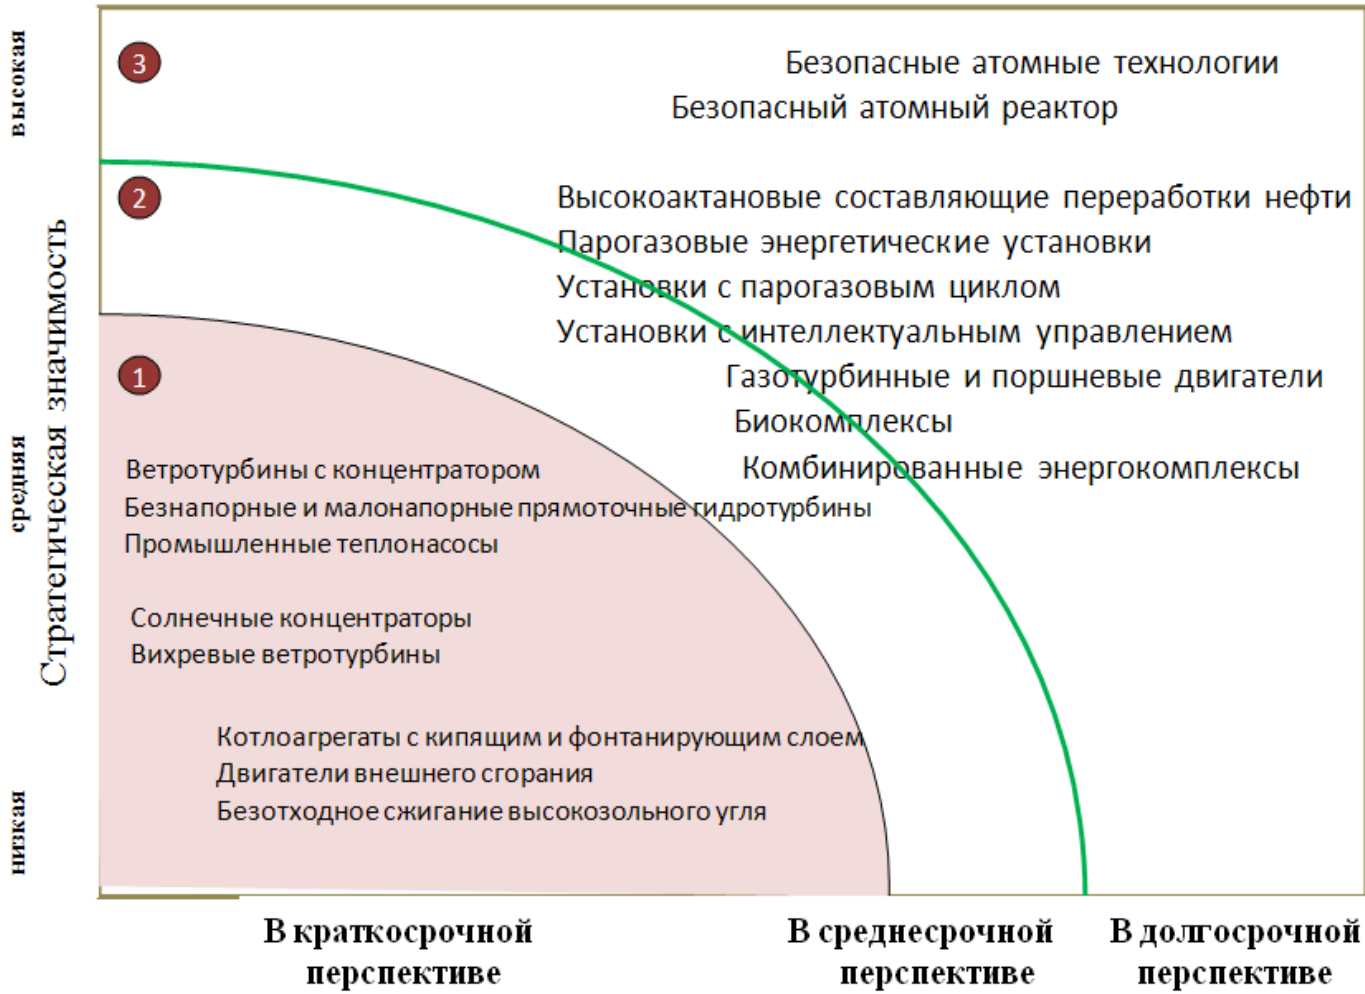 высокая
средняя
низкая
Стратегическая значимость
3
Безопасные атомные технологии
Безопасный атомный реактор
2
Высокоактановые составляющие переработки нефти
Парогазовые энергетические установки
Установки с парогазовым циклом
Установки с интеллектуальным управлением
Газотурбинные и поршневые двигатели
Биокомплексы
Комбинированные энергокомплексы
1
Ветротурбины с концентратором
Безнапорные и малонапорные прямоточные гидротурбины
Промышленные теплонасосы
Солнечные концентраторы
Вихревые ветротурбины
Котлоагрегаты с кипящим и фонтанирующим слоем
Двигатели внешнего сгорания
Безотходное сжигание высокозольного угля
В краткосрочной
перспективе
В среднесрочной
перспективе
В долгосрочной
перспективе